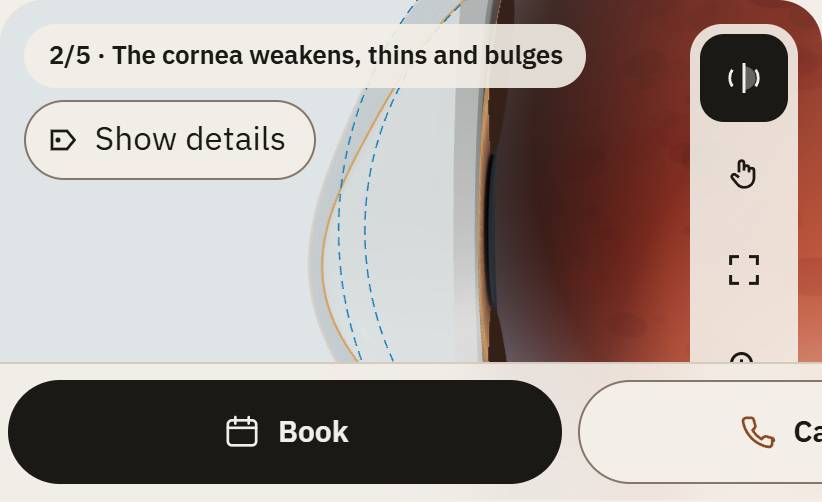 2/5 · The cornea weakens, thins and bulges
Show details
Book